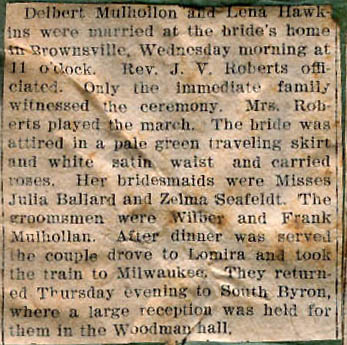 Delbert Mulhollon and Lena Hawk-
ins were married at the bride's home
in Brownsville, Wednesday morning at
11 o'clock. Rev. J. V. Roberts offi-
ciated. Only the immediate family
witnessed the ceremony. Mrs. Rob-
erts played the march. The bride was
attired in a pale green traveling skirt
and white satin waist and carried
roses. Her bridesmaids were Misses
Julia Ballard and Zelma Seafeldt. The
groomsmen were Wilber and Frank
Mulhollan. After dinner was served
the couple drove to Lomira and took
the train to Milwaukee. They return-
ed Thursday evening to South Byron,
where a large reception was held for
them in the Woodman hall.